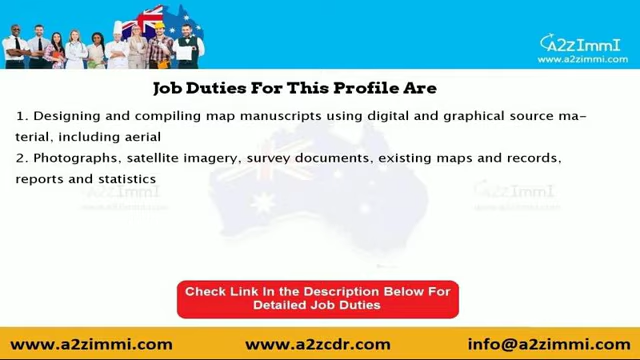 A2zImmI
www.a2zimmi.com
Job Duties For This Profile Are
1. Designing and compiling map manuscripts using digital and graphical source ma-
terial, including aerial
2. Photographs, satellite imagery, survey documents, existing maps and records,
reports and statistics
A2zImmI
A2zImmI
Check Link In the Description Below For
Detailed Job Duties
www.a2zimmi.com
www.a2zcdr.com
info@a2zimmi.com